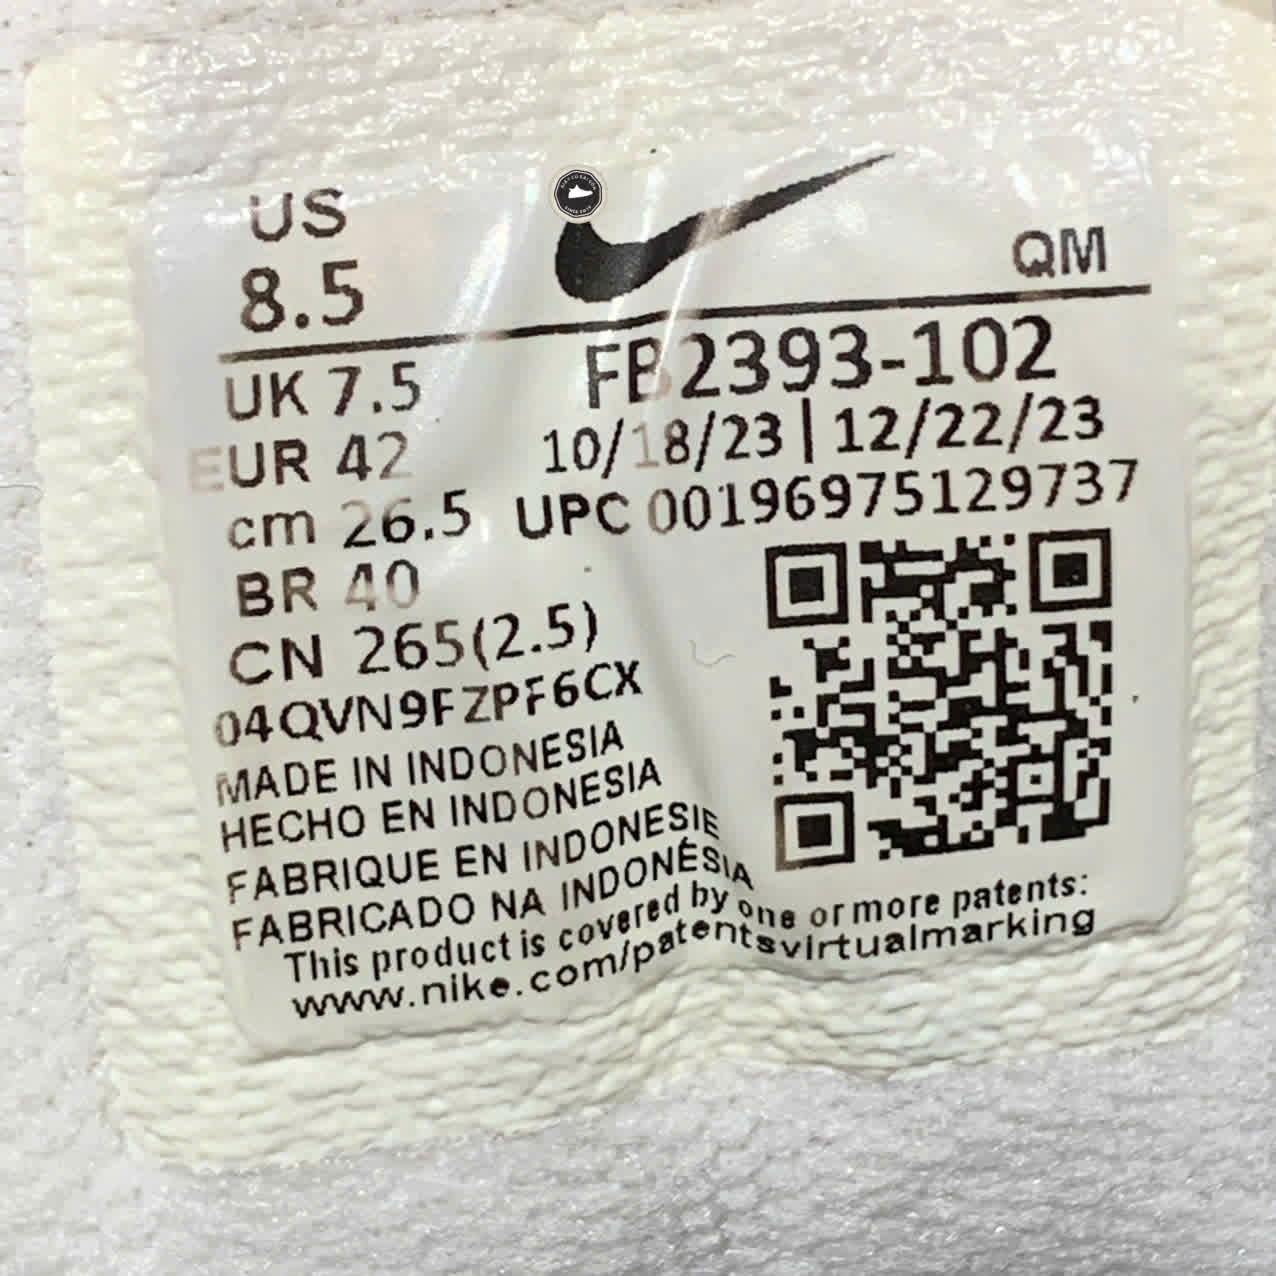 US
8.5
QM
UK 7.5
FB2393-102
EUR 42
10/18/23 | 12/22/23
cm 26.5
UPC 00196975129737
BR 40
CN 265(2.5)
04QVN9FZPF6CX
MADE IN INDONESIA
HECHO EN INDONESIA
FABRIQUE EN INDONESIE
FABRICADO NA INDONÉSIA
This product is covered by one or more patents:
www.nike.com/patentsvirtualmarking